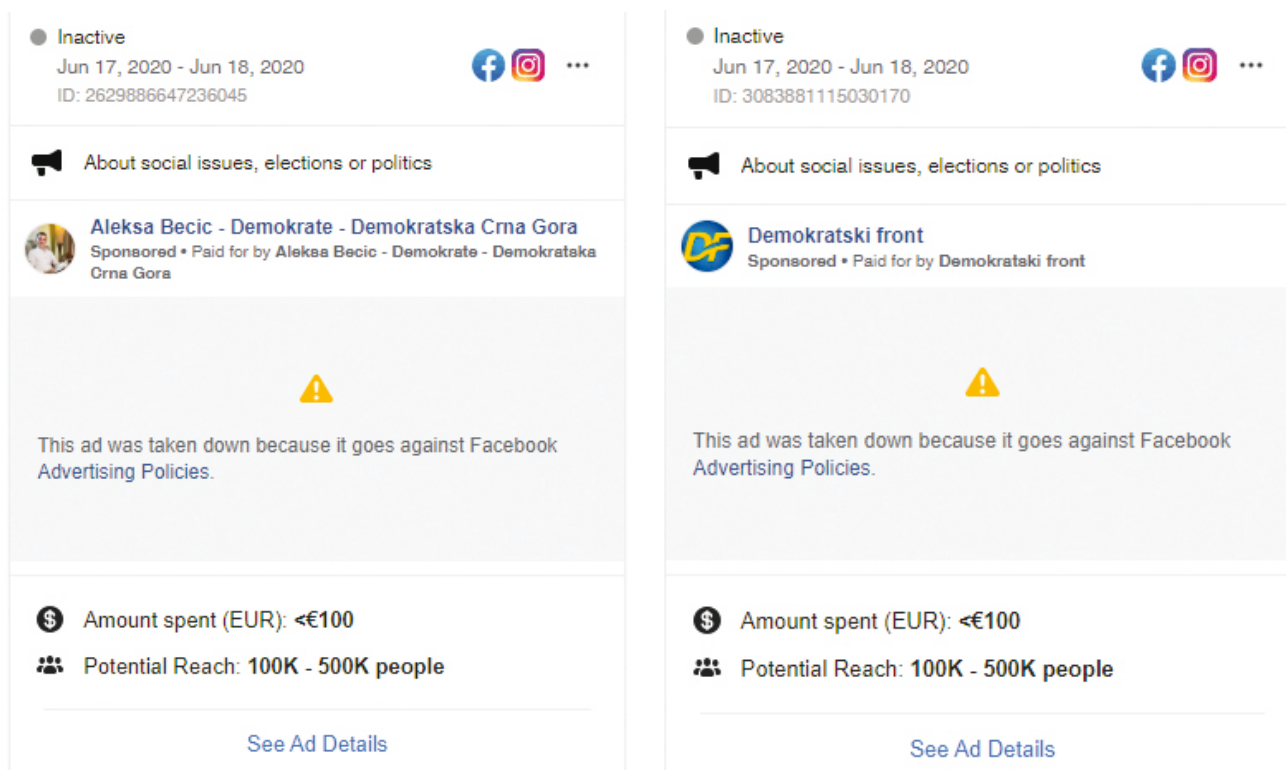 Inactive
Jun 17, 2020 - Jun 18, 2020
ID: 2629886647236045
About social issues, elections or politics
Aleksa Becic - Demokrate - Demokratska Crna Gora
Sponsored • Paid for by Aleksa Becic - Demokrate - Demokratska
Crna Gora
This ad was taken down because it goes against Facebook
Advertising Policies.
Amount spent (EUR): <€100
Potential Reach: 100K - 500K people
See Ad Details
Inactive
Jun 17, 2020 - Jun 18, 2020
ID: 3083881115030170
About social issues, elections or politics
DF
Demokratski front
Sponsored • Paid for by Demokratski front
This ad was taken down because it goes against Facebook
Advertising Policies.
Amount spent (EUR): <€100
Potential Reach: 100K - 500K people
See Ad Details